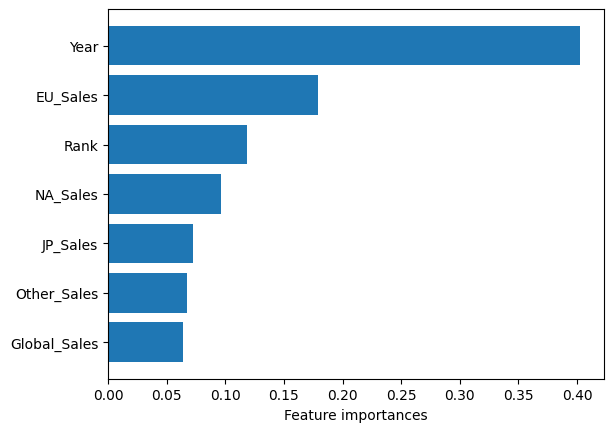 Year
EU_Sales
Rank
NA_Sales
JP_Sales
Other_Sales
Global_Sales
0.00 0.05 0.10 0.15 0.20 0.25 0.30 0.35 0.40
Feature importances